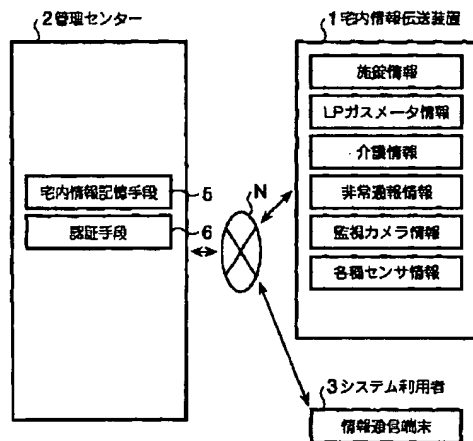 2管理センター
宅内情報記憶手段
5
認証手段
6
N
1宅内情報伝送装置
施錠情報
LPガスメータ情報
介護情報
非常通報情報
監視カメラ情報
各種センサ情報
3システム利用者
情報通信端末